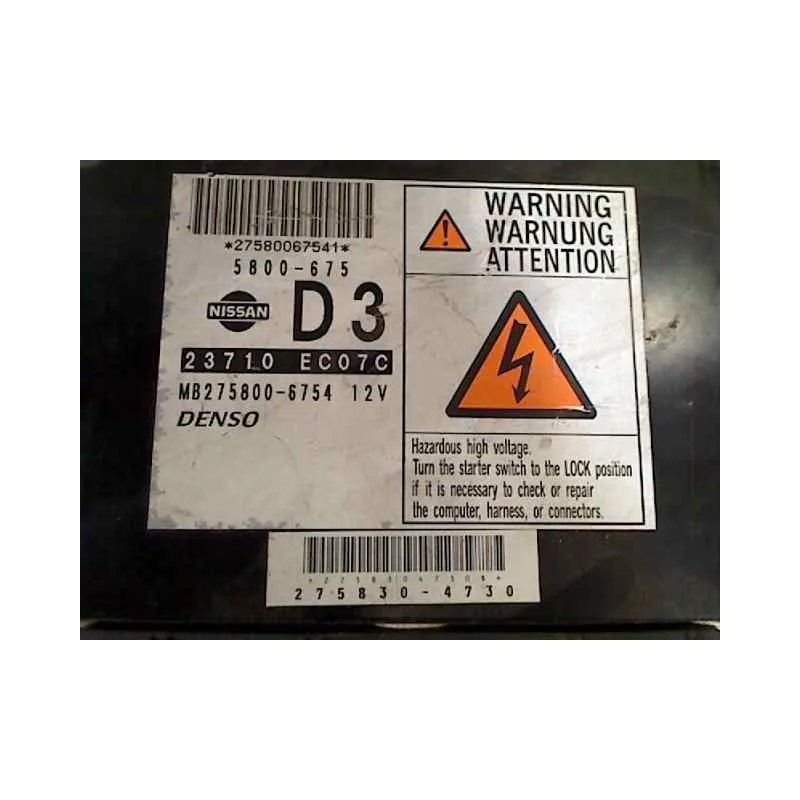 *27580067541*
5800-675
NISSAN
D3
23710 EC07C
MB275800-6754 12V
DENSO
WARNING
WARNUNG
ATTENTION
Hazardous high voltage.
Turn the starter switch to the LOCK position
if it is necessary to check or repair
the computer, harness, or connectors.
275830-4730